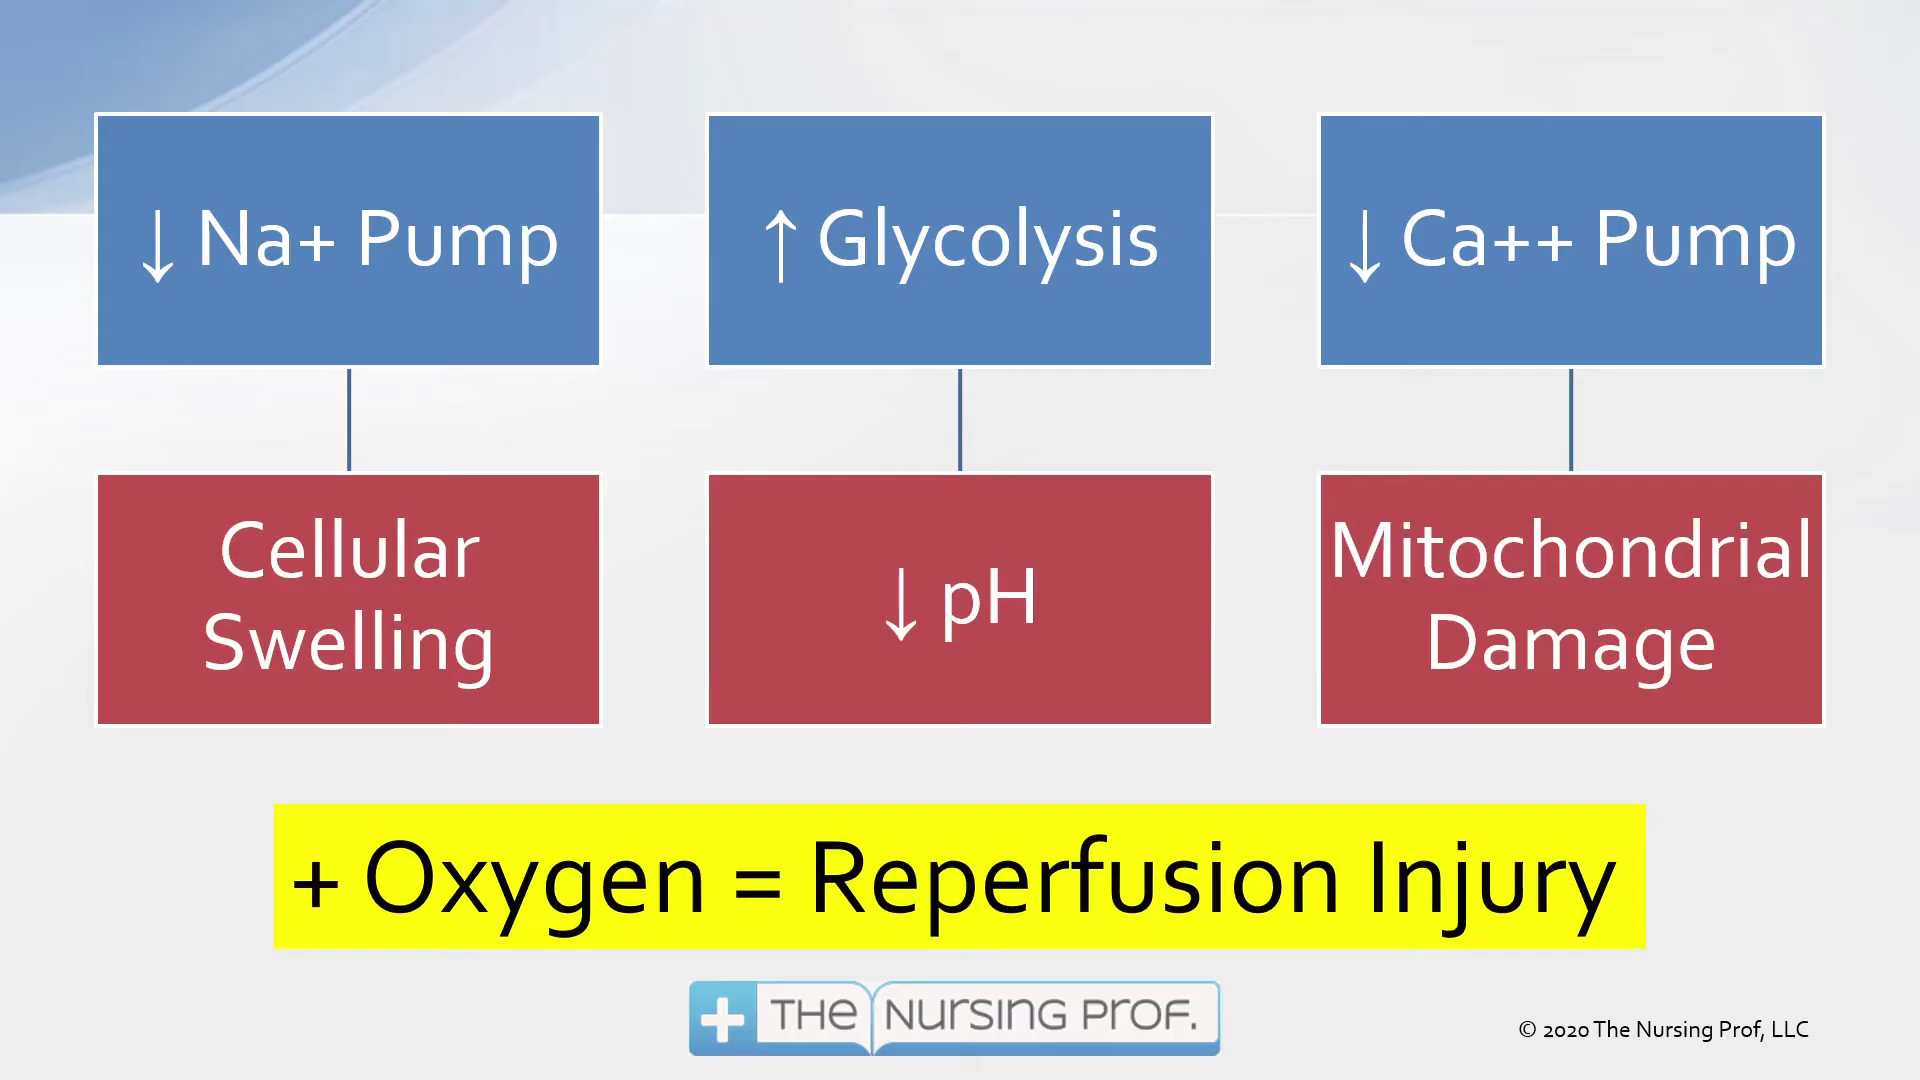 ↓ Na+ Pump
↑ Glycolysis
↓ Ca++ Pump
Cellular
Swelling
↓ pH
Mitochondrial
Damage
+ Oxygen = Reperfusion Injury
THE NURSING PROF.
© 2020 The Nursing Prof, LLC